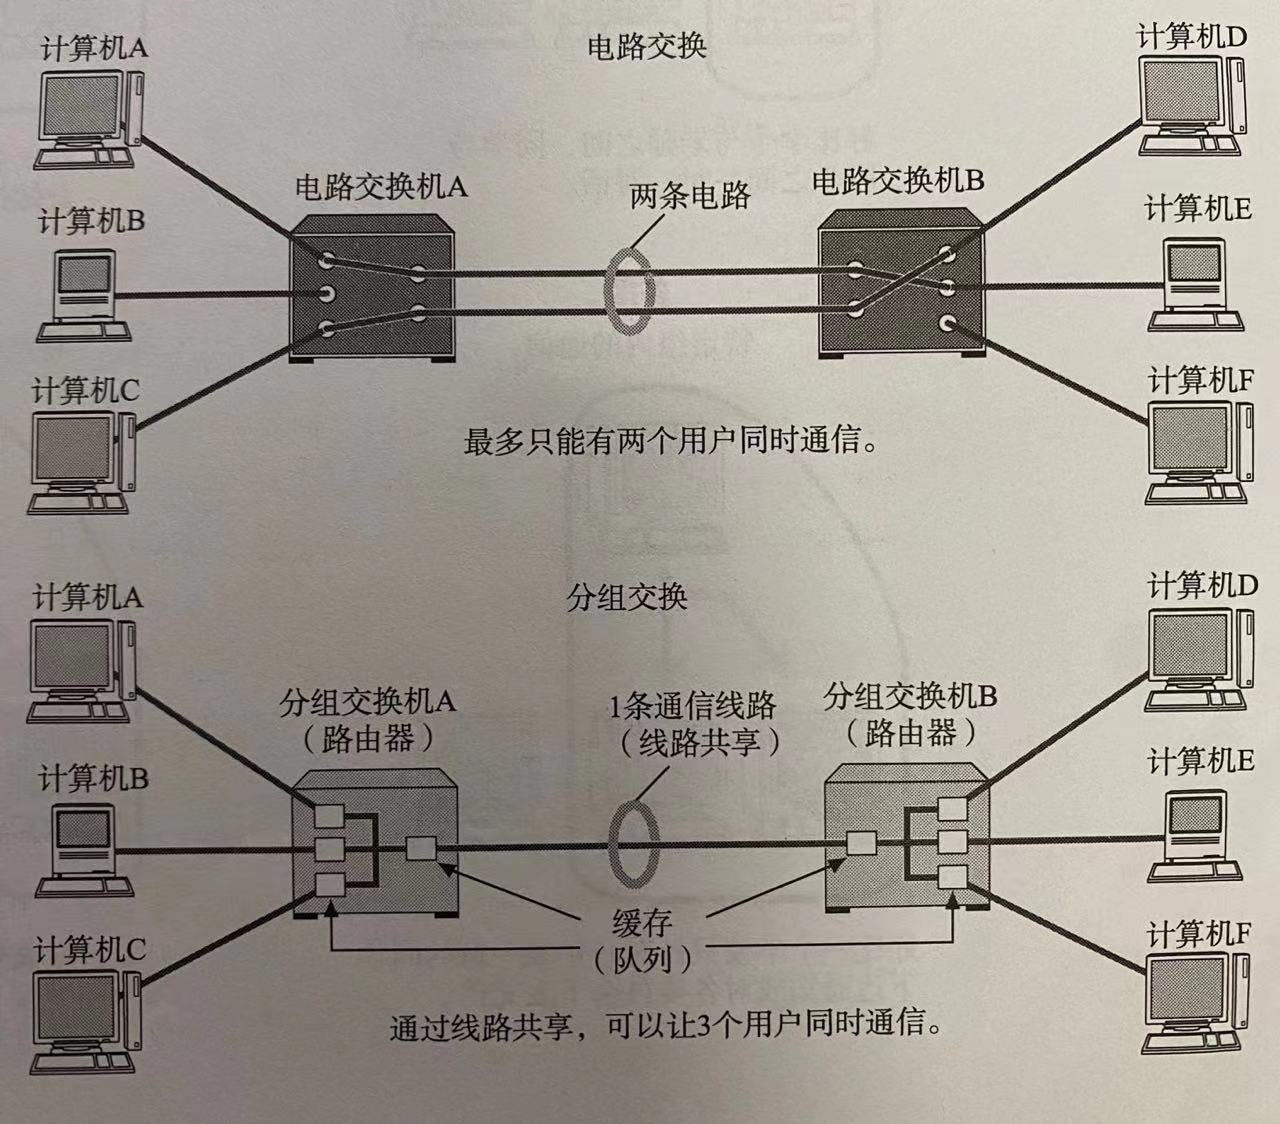 电路交换
计算机A
计算机D
电路交换机A
两条电路
电路交换机B
计算机B
计算机E
计算机C
计算机F
最多只能有两个用户同时通信。
分组交换
计算机A
计算机D
分组交换机A
（路由器）
1条通信线路
（线路共享）
分组交换机B
（路由器）
计算机B
计算机E
缓存
（队列）
计算机C
计算机F
通过线路共享，可以让3个用户同时通信。